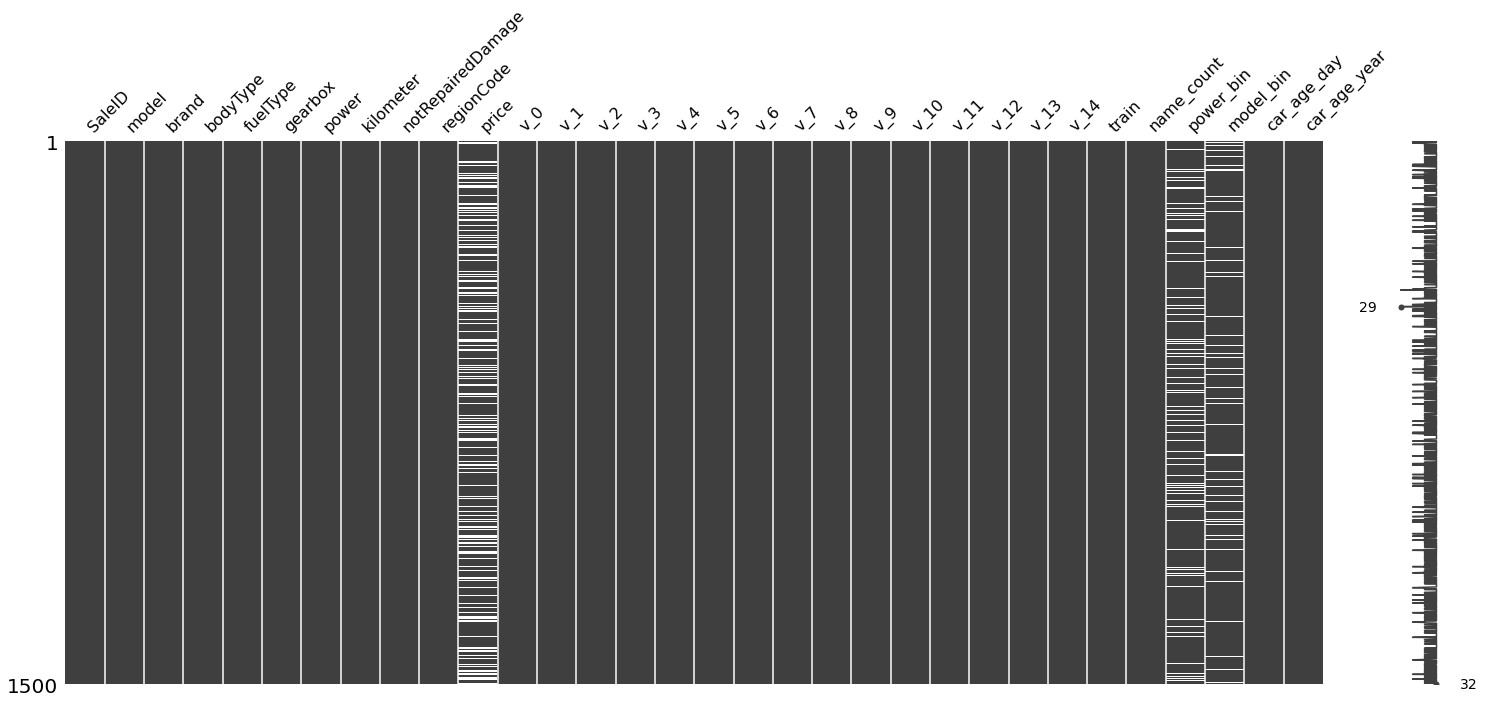 SaleID
model
brand
bodyType
fuelType
gearbox
power
kilometer
notRepairedDamage
regionCode
price
v_0
v_1
v_2
v_3
v_4
v_5
v_6
v_7
v_8
v_9
v_10
v_11
v_12
v_13
v_14
train
name_count
power_bin
model_bin
car_age_day
car_age_year
1
29
1500
32